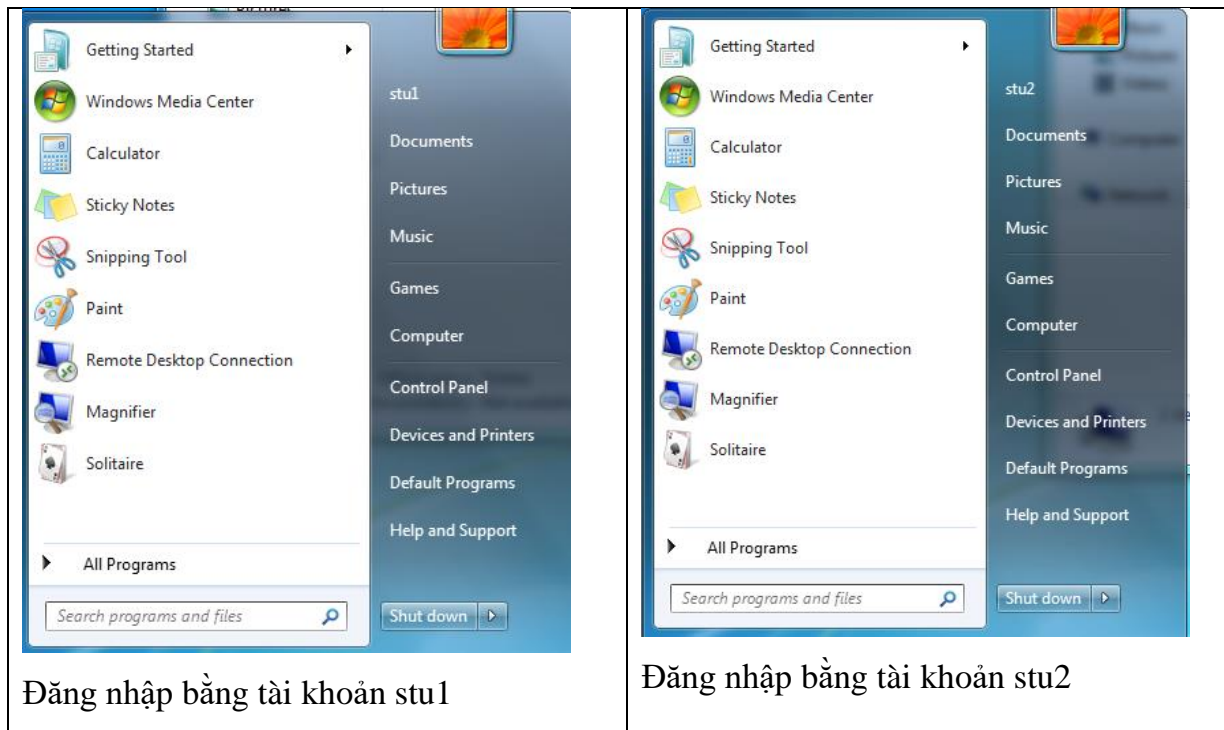 Getting Started
Windows Media Center
Calculator
Sticky Notes
Snipping Tool
Paint
Remote Desktop Connection
Magnifier
Solitaire
All Programs
Search programs and files
stu1
Documents
Pictures
Music
Games
Computer
Control Panel
Devices and Printers
Default Programs
Help and Support
Shut down
Đăng nhập bằng tài khoản stu1
Getting Started
Windows Media Center
Calculator
Sticky Notes
Snipping Tool
Paint
Remote Desktop Connection
Magnifier
Solitaire
All Programs
Search programs and files
stu2
Documents
Pictures
Music
Games
Computer
Control Panel
Devices and Printers
Default Programs
Help and Support
Shut down
Đăng nhập bằng tài khoản stu2